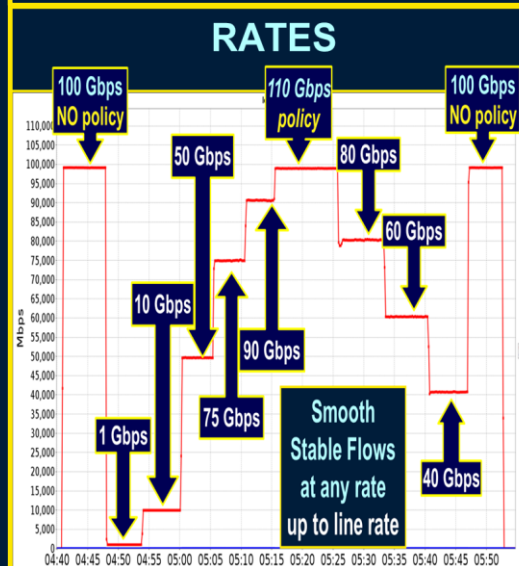 RATES
100 Gbps
NO policy
110 Gbps
policy
100 Gbps
NO policy
50 Gbps
80 Gbps
60 Gbps
10 Gbps
90 Gbps
75 Gbps
1 Gbps
40 Gbps
Smooth
Stable Flows
at any rate
up to line rate
Mbps
110,000
105,000
100,000
95,000
90,000
85,000
80,000
75,000
70,000
65,000
60,000
55,000
50,000
45,000
40,000
35,000
30,000
25,000
20,000
15,000
10,000
5,000
0
04:40 04:45 04:50 04:55 05:00 05:05 05:10 05:15 05:20 05:25 05:30 05:35 05:40 05:45 05:50